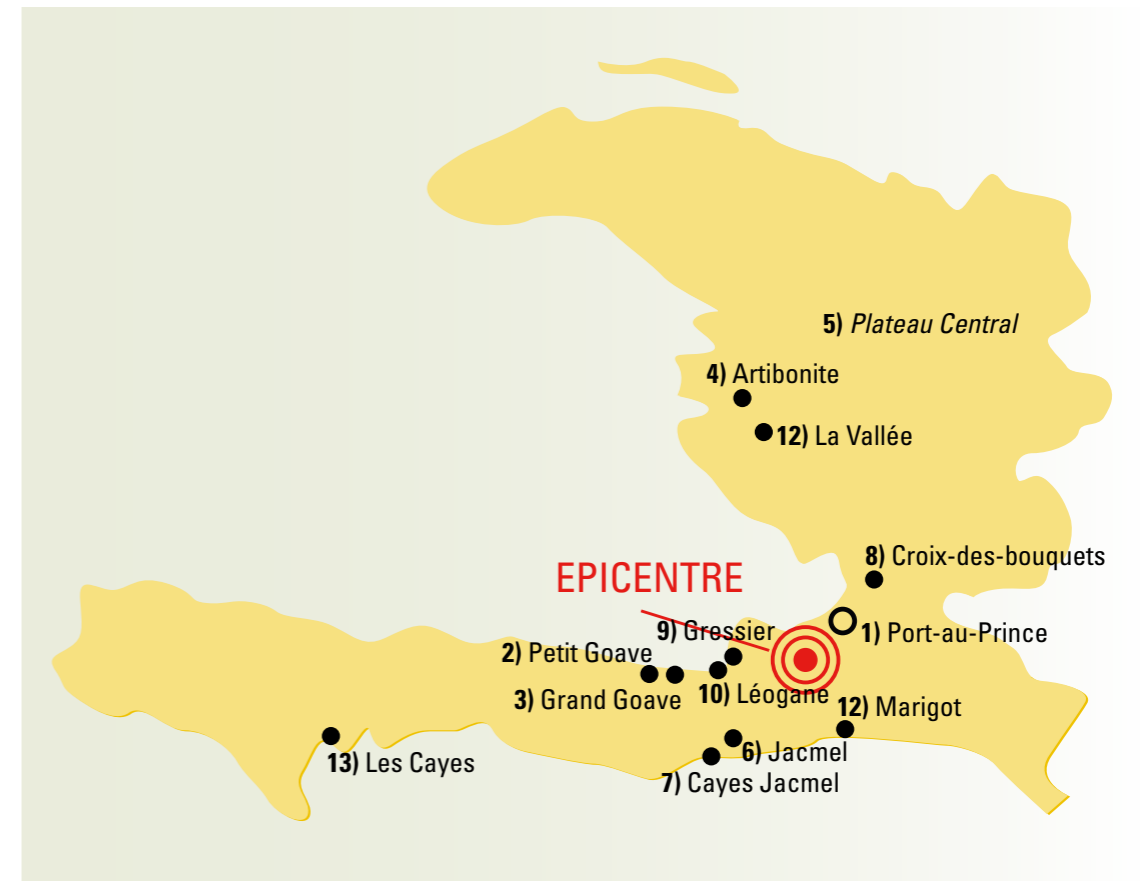 5) Plateau Central
4) Artibonite
12) La Vallée
8) Croix-des-bouquets
EPICENTRE
9) Gressier
1) Port-au-Prince
2) Petit Goave
3) Grand Goave
10) Léogane
12) Marigot
6) Jacmel
13) Les Cayes
7) Cayes Jacmel